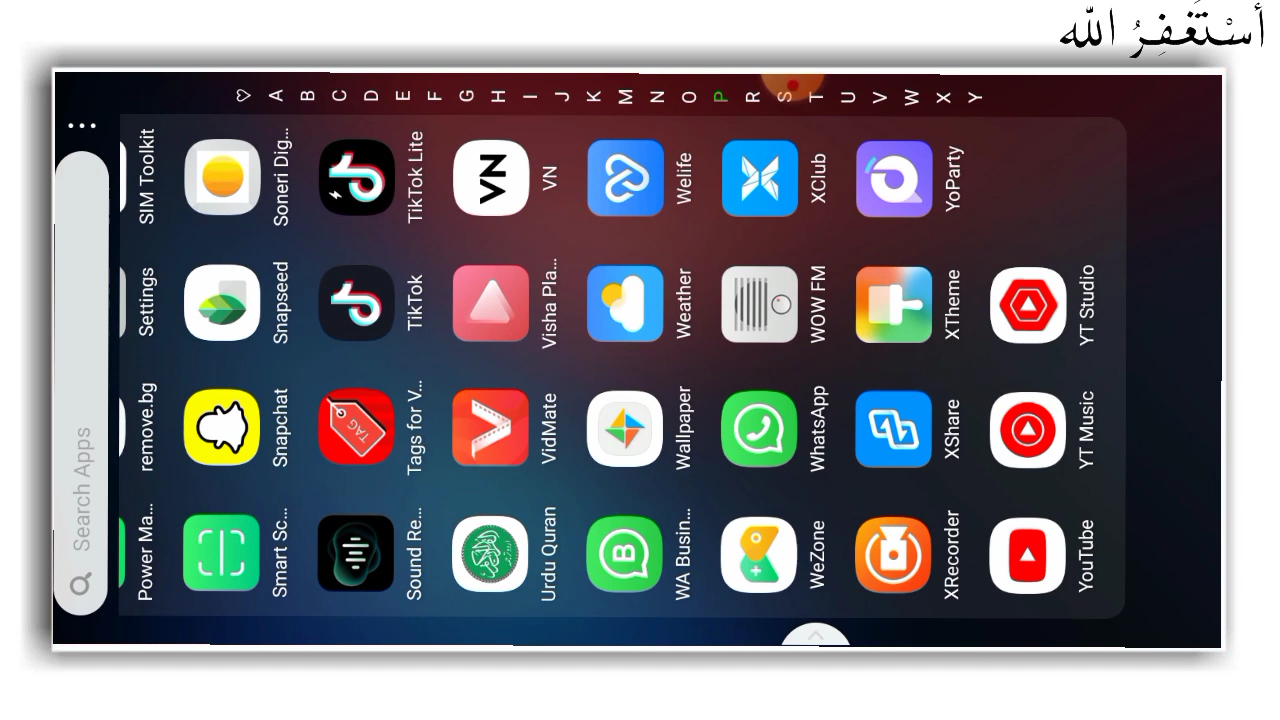 أَسْتَغْفِرُ الله
Search Apps
Power Ma...
remove.bg
Settings
SIM Toolkit
Smart Sc...
Snapchat
Snapseed
Soneri Dig...
Sound Re...
TAG
Tags for V...
TikTok
TikTok Lite
Urdu Quran
VidMate
Visha Pla...
VN
VN
B
WA Busin...
Wallpaper
Weather
Welife
WeZone
WhatsApp
WOW FM
XClub
XRecorder
XShare
XTheme
YoParty
YouTube
YT Music
YT Studio
A
B
C
D
E
F
G
H
I
J
K
M
N
O
P
R
S
T
U
V
W
X
Y